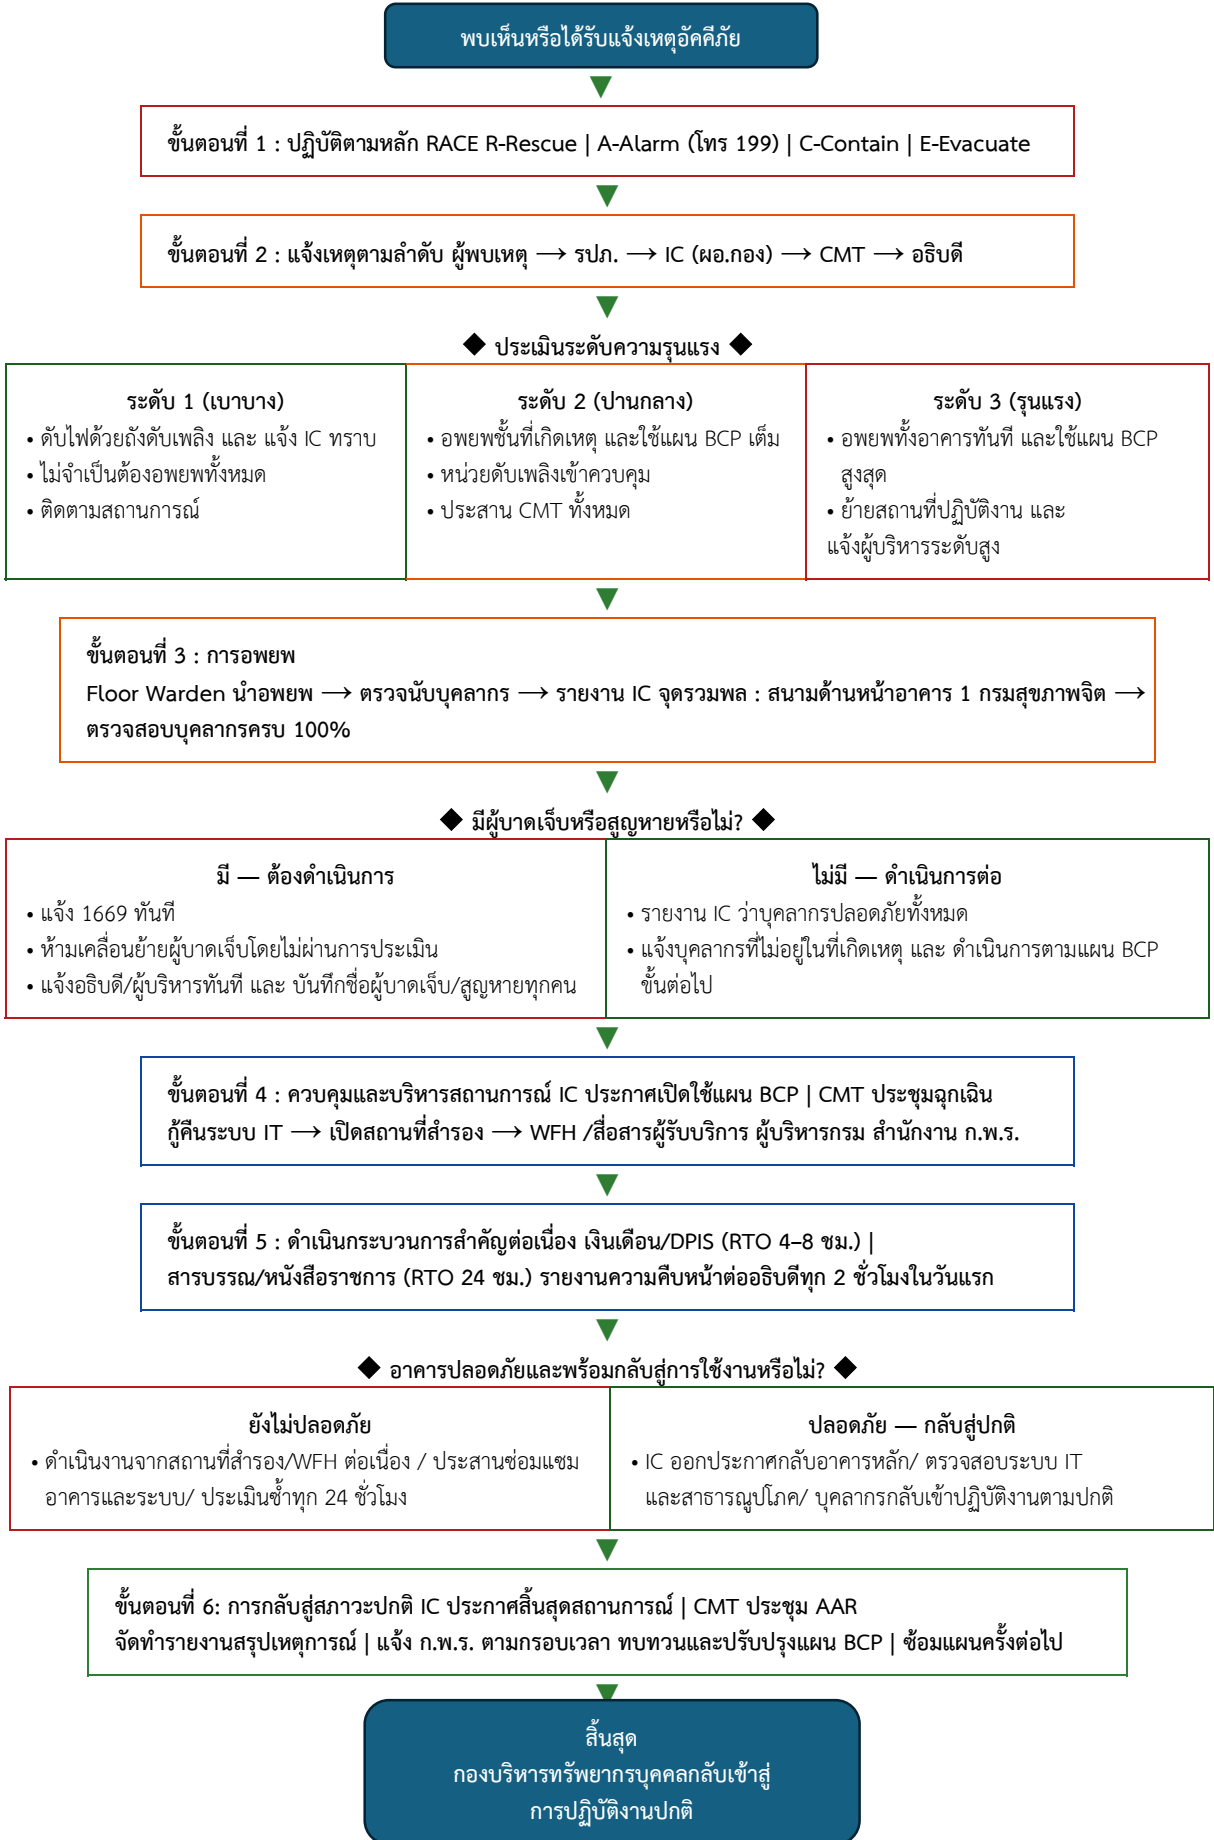 พบเห็นหรือได้รับแจ้งเหตุอัคคีภัย
ขั้นตอนที่ 1 : ปฏิบัติตามหลัก RACE R-Rescue | A-Alarm (โทร 199) | C-Contain | E-Evacuate
ขั้นตอนที่ 2 : แจ้งเหตุตามลำดับ ผู้พบเหตุ → รปภ. → IC (ผอ.กอง) → CMT → อธิบดี
◆ ประเมินระดับความรุนแรง ◆
ระดับ 1 (เบาบาง)
• ดับไฟด้วยถังดับเพลิง และ แจ้ง IC ทราบ
• ไม่จำเป็นต้องอพยพทั้งหมด
• ติดตามสถานการณ์
ระดับ 2 (ปานกลาง)
• อพยพชั้นที่เกิดเหตุ และใช้แผน BCP เต็ม
• หน่วยดับเพลิงเข้าควบคุม
• ประสาน CMT ทั้งหมด
ระดับ 3 (รุนแรง)
• อพยพทั้งอาคารทันที และใช้แผน BCP
สูงสุด
• ย้ายสถานที่ปฏิบัติงาน และ
แจ้งผู้บริหารระดับสูง
ขั้นตอนที่ 3 : การอพยพ
Floor Warden นำอพยพ → ตรวจนับบุคลากร → รายงาน IC จุดรวมพล : สนามด้านหน้าอาคาร 1 กรมสุขภาพจิต →
ตรวจสอบบุคลากรครบ 100%
◆ มีผู้บาดเจ็บหรือสูญหายหรือไม่? ◆
มี — ต้องดำเนินการ
• แจ้ง 1669 ทันที
• ห้ามเคลื่อนย้ายผู้บาดเจ็บโดยไม่ผ่านการประเมิน
• แจ้งอธิบดี/ผู้บริหารทันที และ บันทึกชื่อผู้บาดเจ็บ/สูญหายทุกคน
ไม่มี — ดำเนินการต่อ
• รายงาน IC ว่าบุคลากรปลอดภัยทั้งหมด
• แจ้งบุคลากรที่ไม่อยู่ในที่เกิดเหตุ และ ดำเนินการตามแผน BCP
ขั้นต่อไป
ขั้นตอนที่ 4 : ควบคุมและบริหารสถานการณ์ IC ประกาศเปิดใช้แผน BCP | CMT ประชุมฉุกเฉิน
กู้คืนระบบ IT → เปิดสถานที่สำรอง → WFH /สื่อสารผู้รับบริการ ผู้บริหารกรม สำนักงาน ก.พ.ร.
ขั้นตอนที่ 5 : ดำเนินกระบวนการสำคัญต่อเนื่อง เงินเดือน/DPIS (RTO 4–8 ชม.) |
สารบรรณ/หนังสือราชการ (RTO 24 ชม.) รายงานความคืบหน้าต่ออธิบดีทุก 2 ชั่วโมงในวันแรก
◆ อาคารปลอดภัยและพร้อมกลับสู่การใช้งานหรือไม่? ◆
ยังไม่ปลอดภัย
• ดำเนินงานจากสถานที่สำรอง/WFH ต่อเนื่อง / ประสานซ่อมแซม
อาคารและระบบ/ ประเมินซ้ำทุก 24 ชั่วโมง
ปลอดภัย — กลับสู่ปกติ
• IC ออกประกาศกลับอาคารหลัก/ ตรวจสอบระบบ IT
และสาธารณูปโภค/ บุคลากรกลับเข้าปฏิบัติงานตามปกติ
ขั้นตอนที่ 6: การกลับสู่สภาวะปกติ IC ประกาศสิ้นสุดสถานการณ์ | CMT ประชุม AAR
จัดทำรายงานสรุปเหตุการณ์ | แจ้ง ก.พ.ร. ตามกรอบเวลา ทบทวนและปรับปรุงแผน BCP | ซ้อมแผนครั้งต่อไป
สิ้นสุด
กองบริหารทรัพยากรบุคคลกลับเข้าสู่
การปฏิบัติงานปกติ